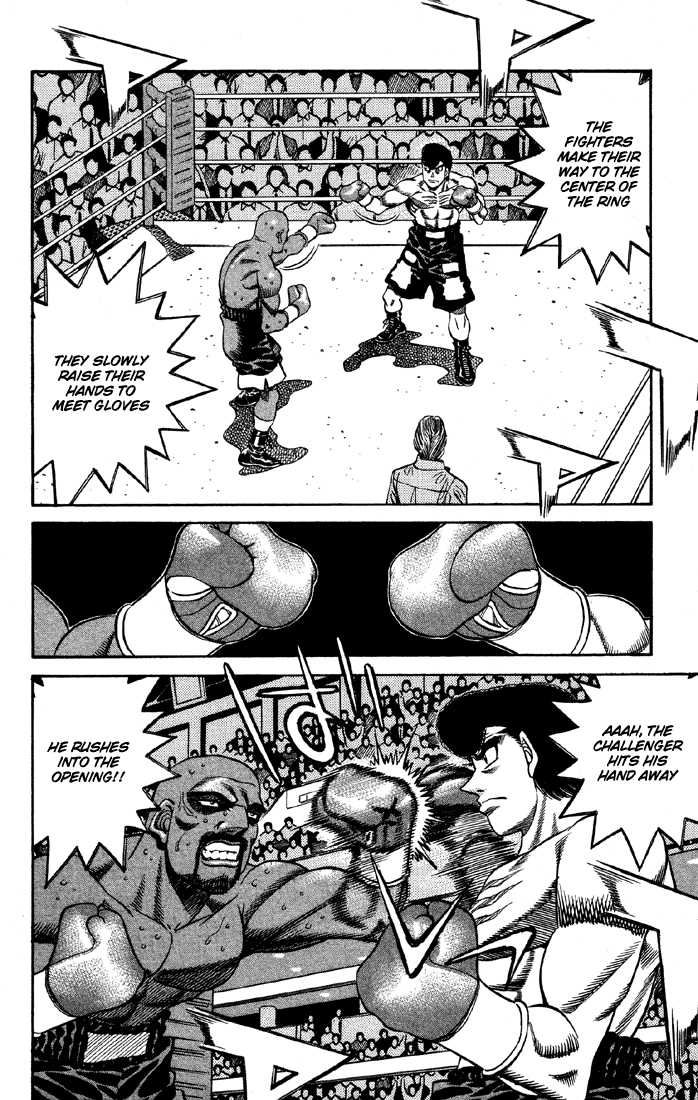 THE
FIGHTERS
MAKE THEIR
WAY TO THE
CENTER OF
THE RING
THEY SLOWLY
RAISE THEIR
HANDS TO
MEET GLOVES
AAAH, THE
CHALLENGER
HITS HIS
HAND AWAY
HE RUSHES
INTO THE
OPENING!!